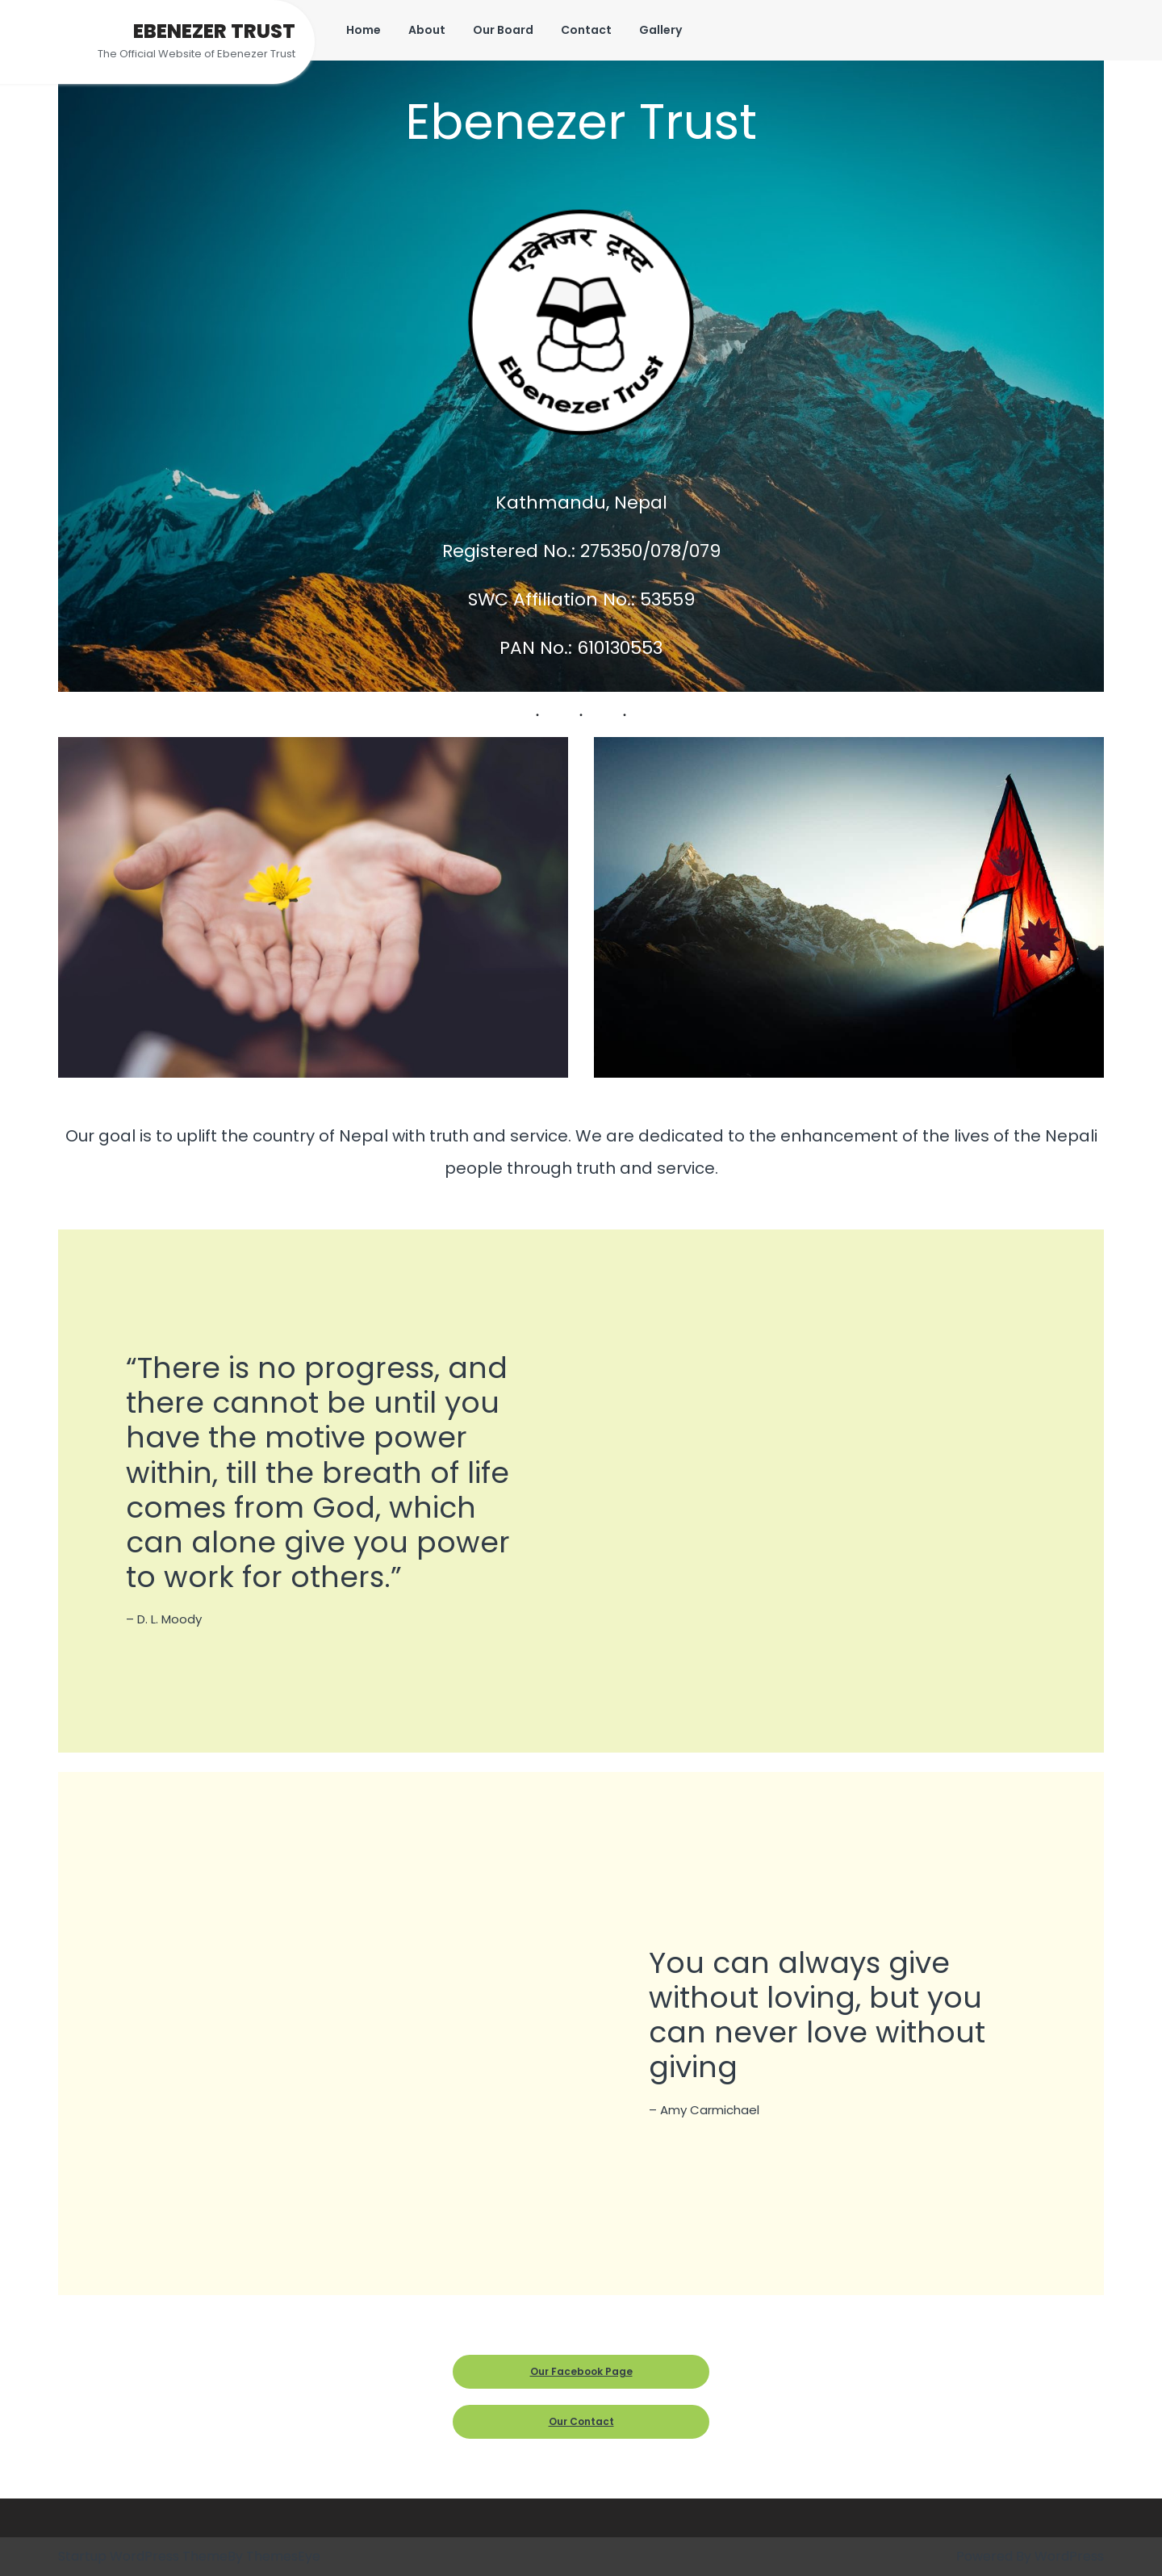 EBENEZER TRUST
The Official Website of Ebenezer Trust
Home About Our Board Contact Gallery
Ebenezer Trust
एबेनेजर ट्रस्ट
Ebenezer Trust
Kathmandu, Nepal
Registered No.: 275350/078/079
SWC Affiliation No.: 53559
PAN No.: 610130553
Our goal is to uplift the country of Nepal with truth and service. We are dedicated to the enhancement of the lives of the Nepali
people through truth and service.
“There is no progress, and
there cannot be until you
have the motive power
within, till the breath of life
comes from God, which
can alone give you power
to work for others.”
– D. L. Moody
You can always give
without loving, but you
can never love without
giving
– Amy Carmichael
Our Facebook Page
Our Contact